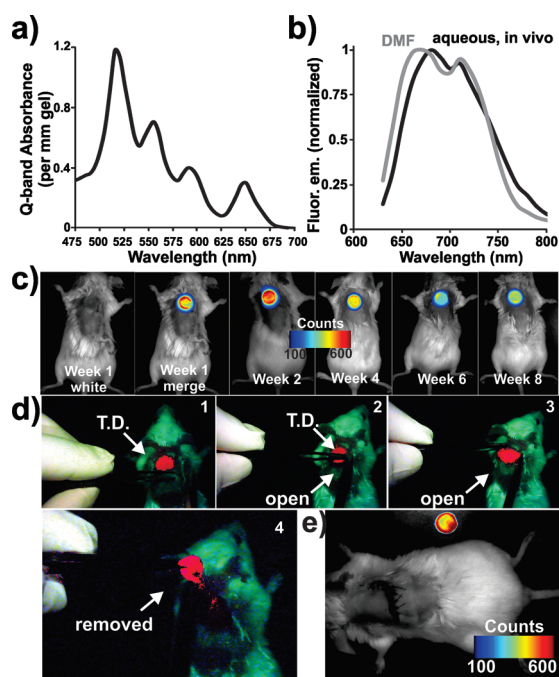 a)
1.2
0.8
0.4
0
Q-band Absorbance
(per mm gel)
475 500 525 550 575 600 625 650 675 700
Wavelength (nm)
b)
DMF
aqueous, in vivo
1
0.75
0.5
0.25
0
Fluor. em. (normalized)
600 650 700 750 800
Wavelength (nm)
c)
Week 1
white
Week 1
merge
Week 2
Counts
100 600
Week 4
Week 6
Week 8
d)
1
T.D.
2
T.D.
open
3
open
4
removed
e)
Counts
100 600